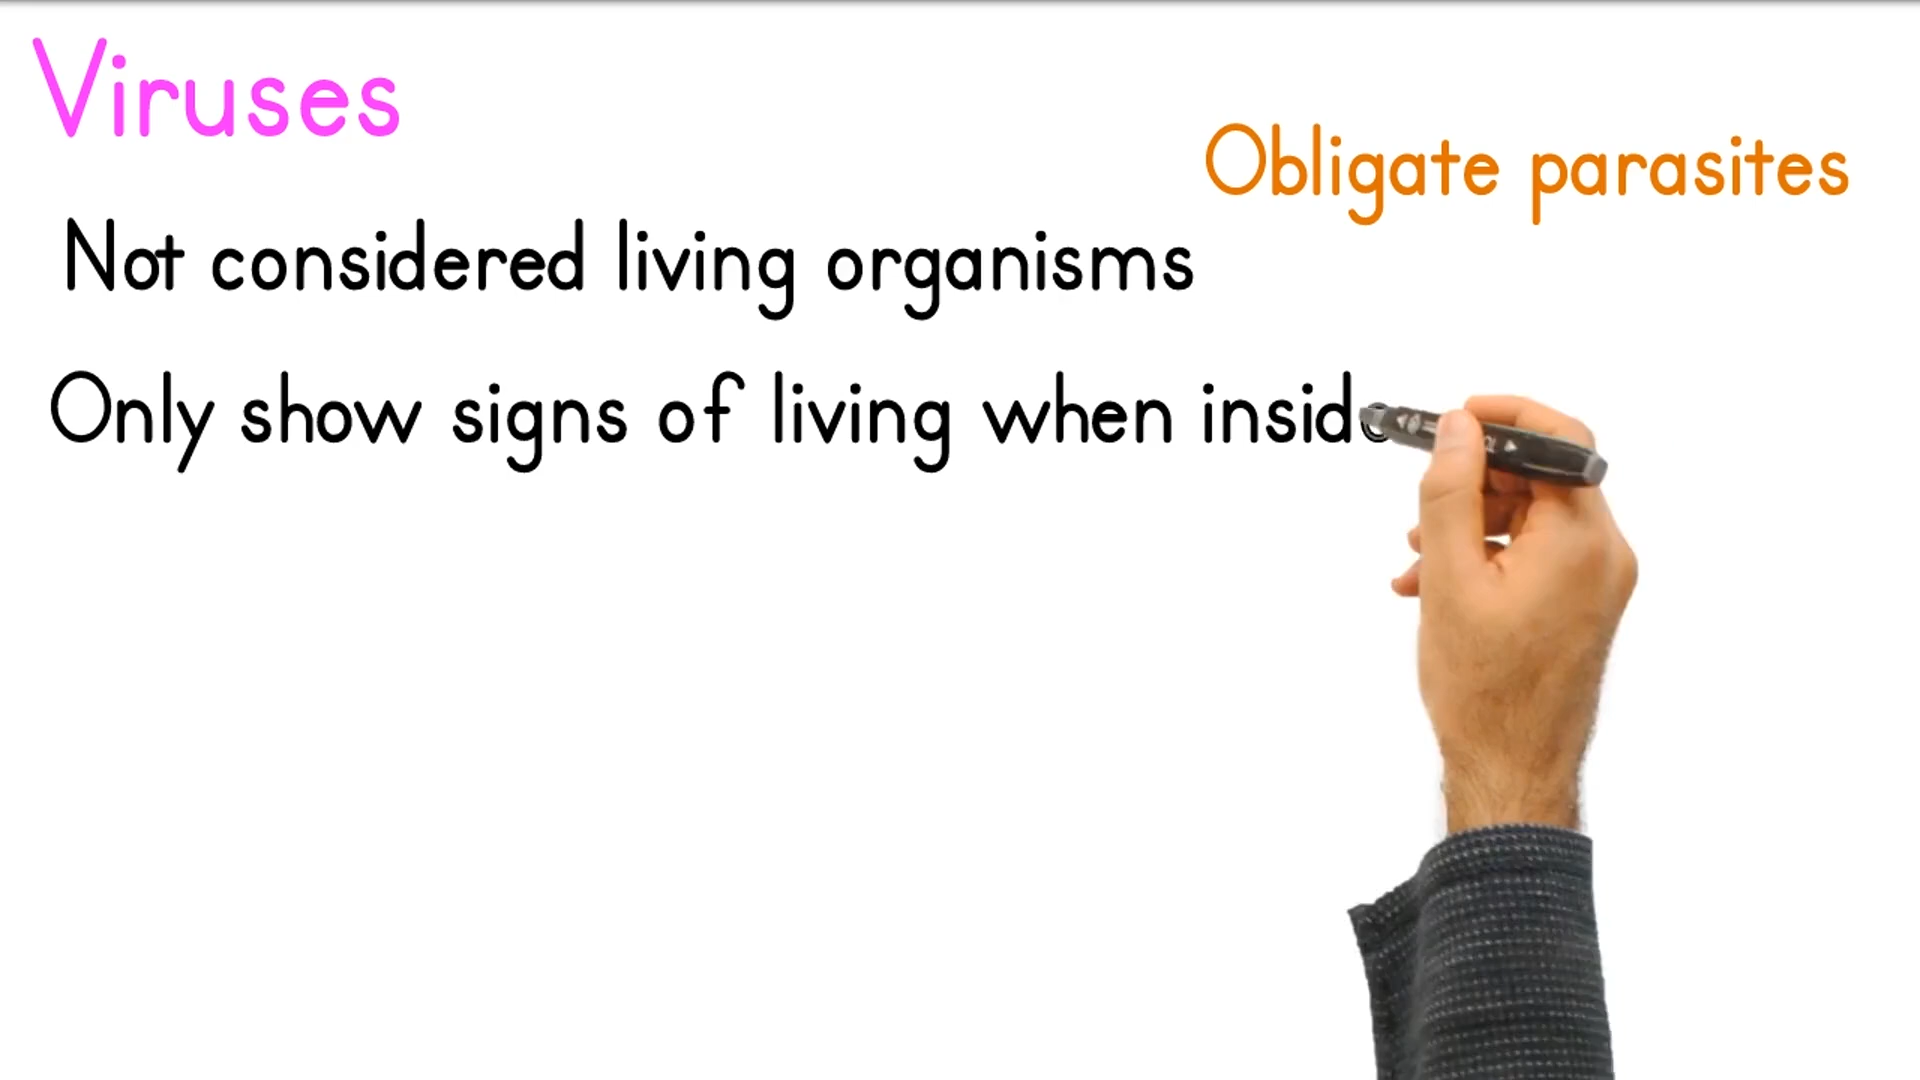 Viruses
Obligate parasites
Not considered living organisms
Only show signs of living when insid